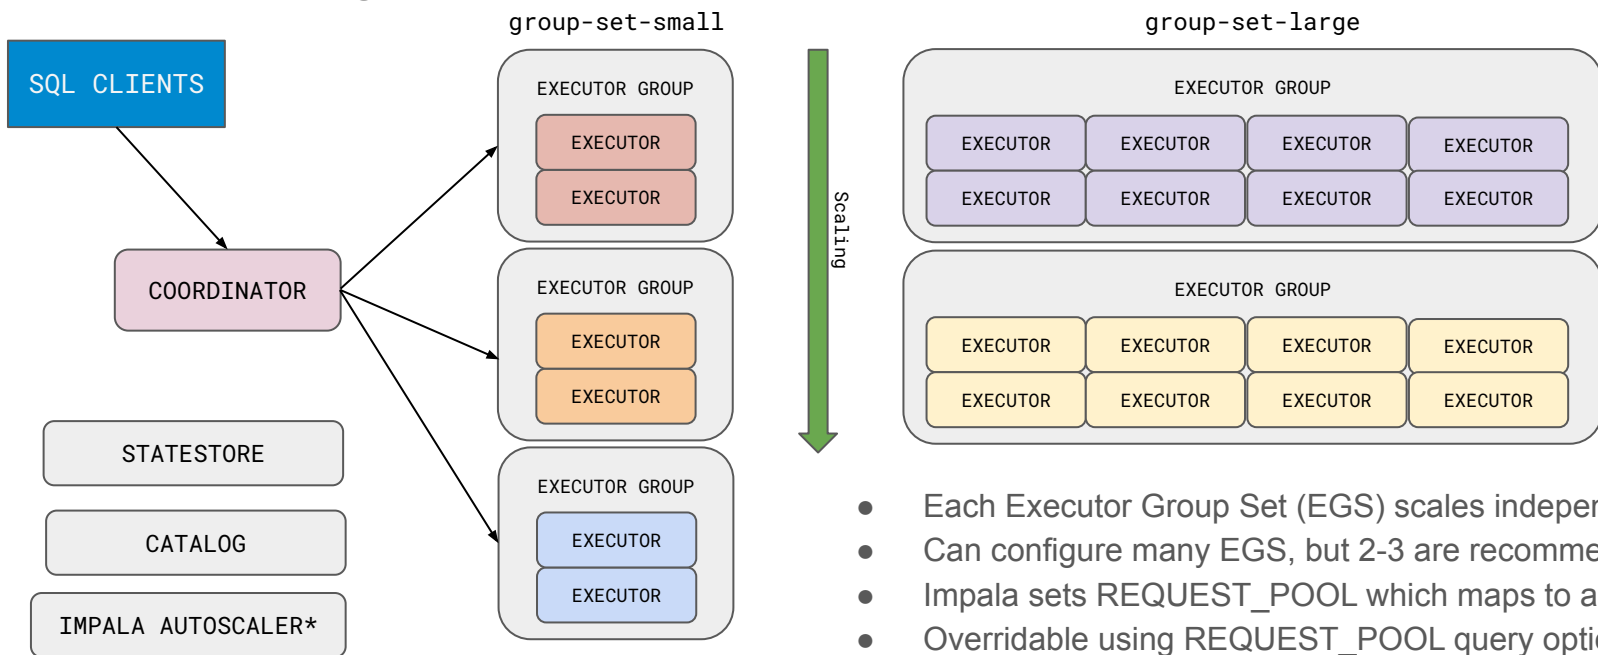 group-set-small
group-set-large
SQL CLIENTS
COORDINATOR
STATESTORE
CATALOG
IMPALA AUTOSCALER*
EXECUTOR GROUP
EXECUTOR
EXECUTOR
EXECUTOR GROUP
EXECUTOR
EXECUTOR
EXECUTOR GROUP
EXECUTOR
EXECUTOR
Scaling
EXECUTOR GROUP
EXECUTOR EXECUTOR EXECUTOR EXECUTOR
EXECUTOR EXECUTOR EXECUTOR EXECUTOR
EXECUTOR GROUP
EXECUTOR EXECUTOR EXECUTOR EXECUTOR
EXECUTOR EXECUTOR EXECUTOR EXECUTOR
● Each Executor Group Set (EGS) scales
● Can configure many EGS, but 2-3 are
● Impala sets REQUEST_POOL which maps to a
● Overridable using REQUEST_POOL query